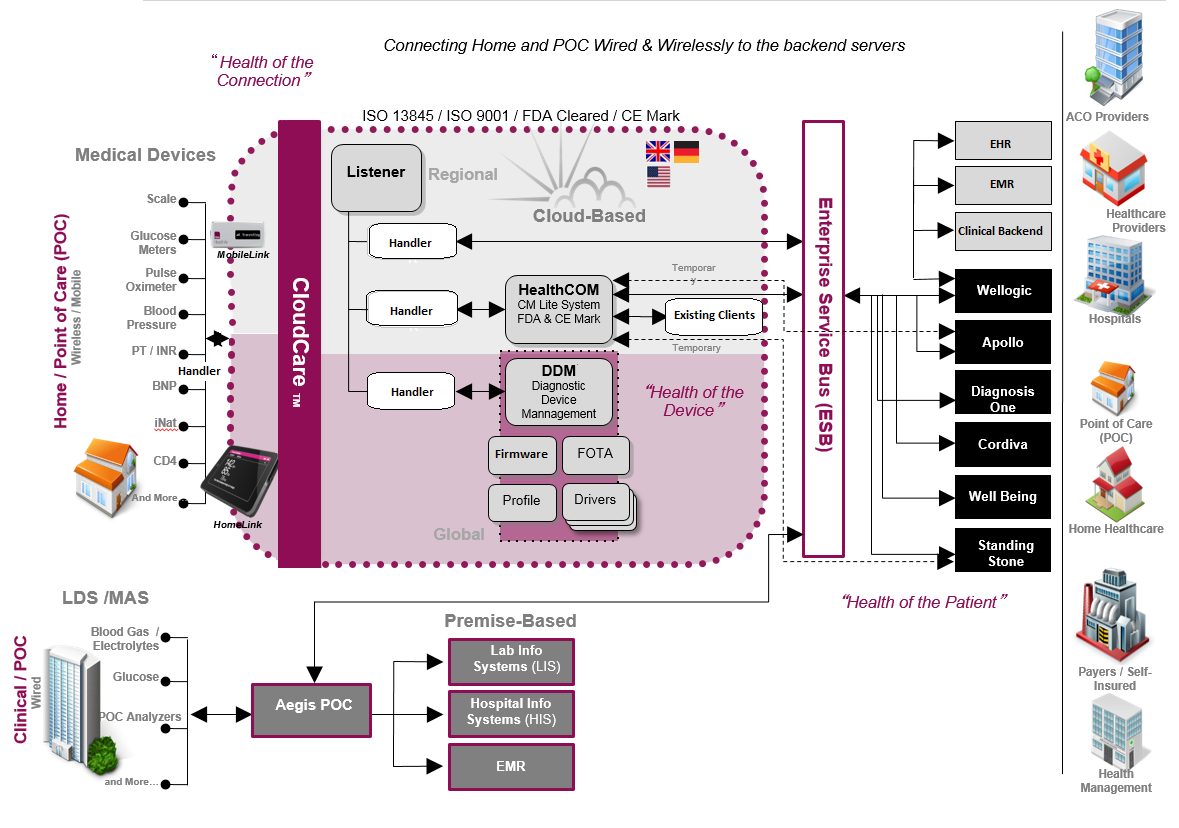 Connecting Home and POC Wired & Wirelessly to the backend servers
“Health of the
Connection”
ISO 13845 / ISO 9001 / FDA Cleared / CE Mark
Medical Devices
Home / Point of Care (POC)
Wireless / Mobile
Scale
Glucose
Meters
Pulse
Oximeter
Blood
Pressure
PT / INR
Handler
BNP
iNat
CD4
And More
MobileLink
HomeLink
CloudCare ™
Listener
Regional
Cloud-Based
Handler
Handler
Handler
HealthCOM
CM Lite System
FDA & CE Mark
Temporar
y
Existing Clients
Temporary
DDM
Diagnostic
Device
Mannagement
“Health of the
Device”
Firmware
FOTA
Profile
Drivers
Global
Enterprise Service Bus (ESB)
EHR
EMR
Clinical Backend
Wellogic
Apollo
Diagnosis
One
Cordiva
Well Being
Standing
Stone
“Health of the Patient”
ACO Providers
Healthcare
Providers
Hospitals
Point of Care
(POC)
Home Healthcare
Payers / Self-
Insured
Health
Management
LDS /MAS
Clinical / POC
Wired
Blood Gas /
Electrolytes
Glucose
POC Analyzers
and More...
Aegis POC
Premise-Based
Lab Info
Systems (LIS)
Hospital Info
Systems (HIS)
EMR